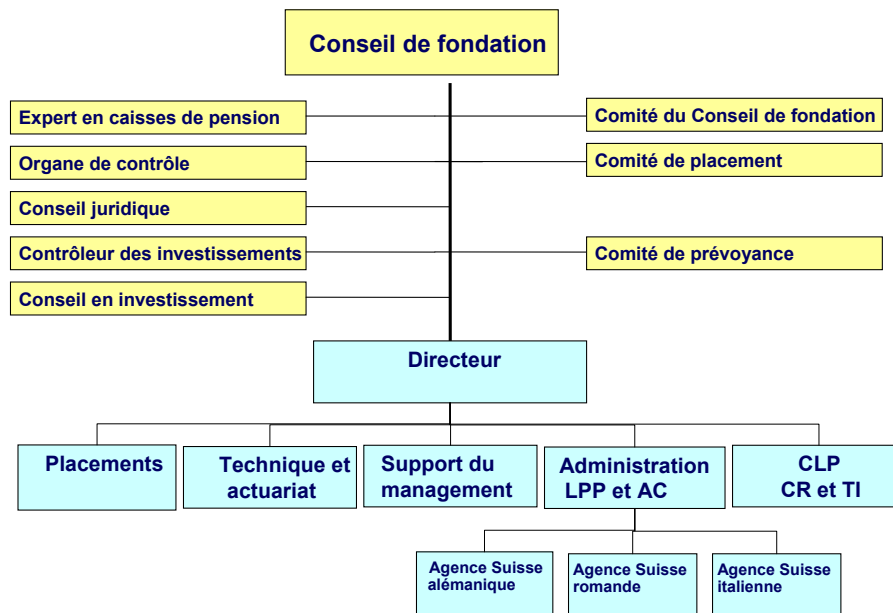 Conseil de fondation
Expert en caisses de pension
Comité du Conseil de fondation
Organe de contrôle
Comité de placement
Conseil juridique
Contrôleur des investissements
Comité de prévoyance
Conseil en investissement
Directeur
Placements
Technique et
actuariat
Support du
management
Administration
LPP et AC
CLP
CR et TI
Agence Suisse
alémanique
Agence Suisse
romande
Agence Suisse
italienne